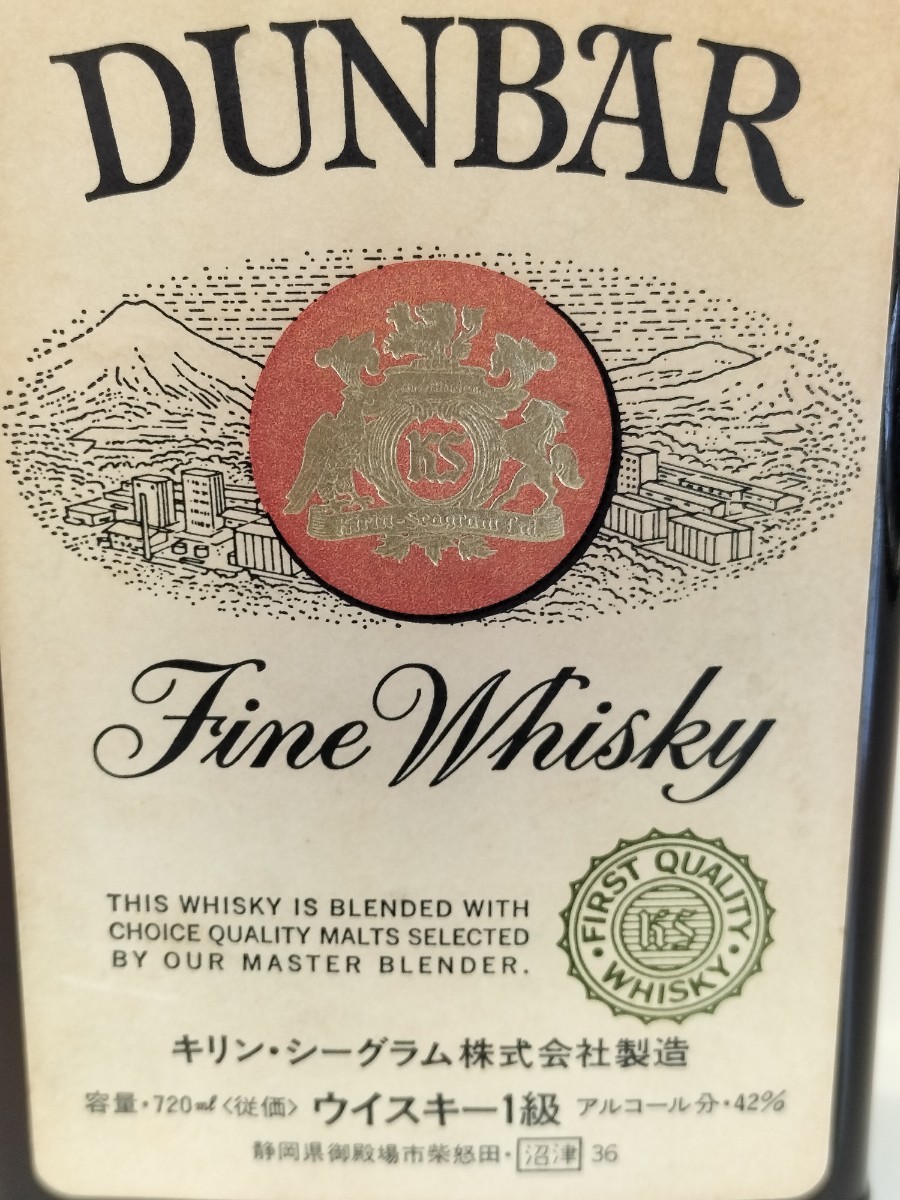 DUNBAR
KS
Kirin-Seagram Ltd
Fine Whisky
THIS WHISKY IS BLENDED WITH
CHOICE QUALITY MALTS SELECTED
BY OUR MASTER BLENDER.
FIRST QUALITY
KS
WHISKY
キリン・シーグラム株式会社製造
容量・720ml〈従価〉 ウイスキー1級 アルコール分・42%
静岡県御殿場市柴怒田・沼津 36